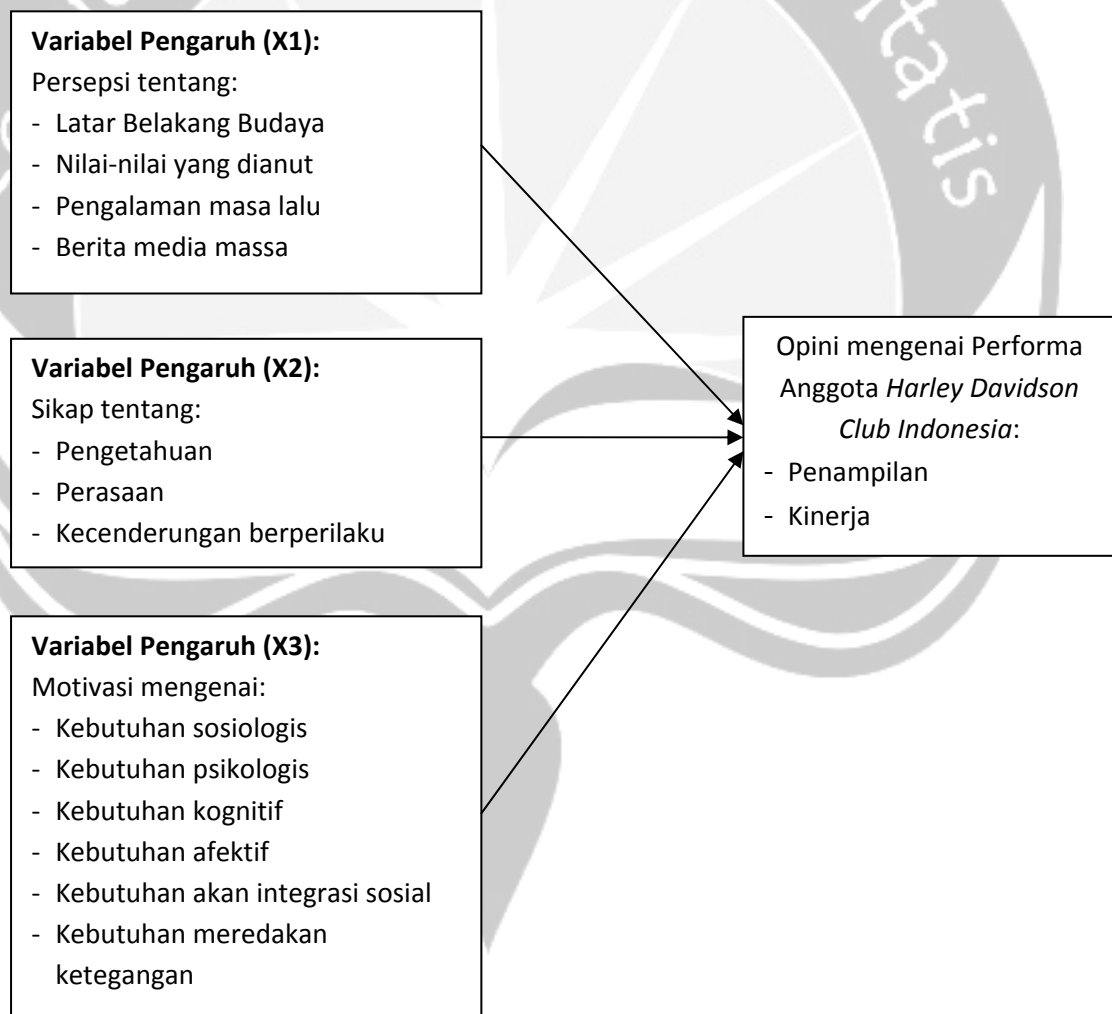 Variabel Pengaruh (X1):
Persepsi tentang:
- Latar Belakang Budaya
- Nilai-nilai yang dianut
- Pengalaman masa lalu
- Berita media massa
Variabel Pengaruh (X2):
Sikap tentang:
- Pengetahuan
- Perasaan
- Kecenderungan berperilaku
Variabel Pengaruh (X3):
Motivasi mengenai:
- Kebutuhan sosiologis
- Kebutuhan psikologis
- Kebutuhan kognitif
- Kebutuhan afektif
- Kebutuhan akan integrasi sosial
- Kebutuhan meredakan
ketegangan
Opini mengenai Performa
Anggota Harley Davidson
Club Indonesia:
- Penampilan
- Kinerja